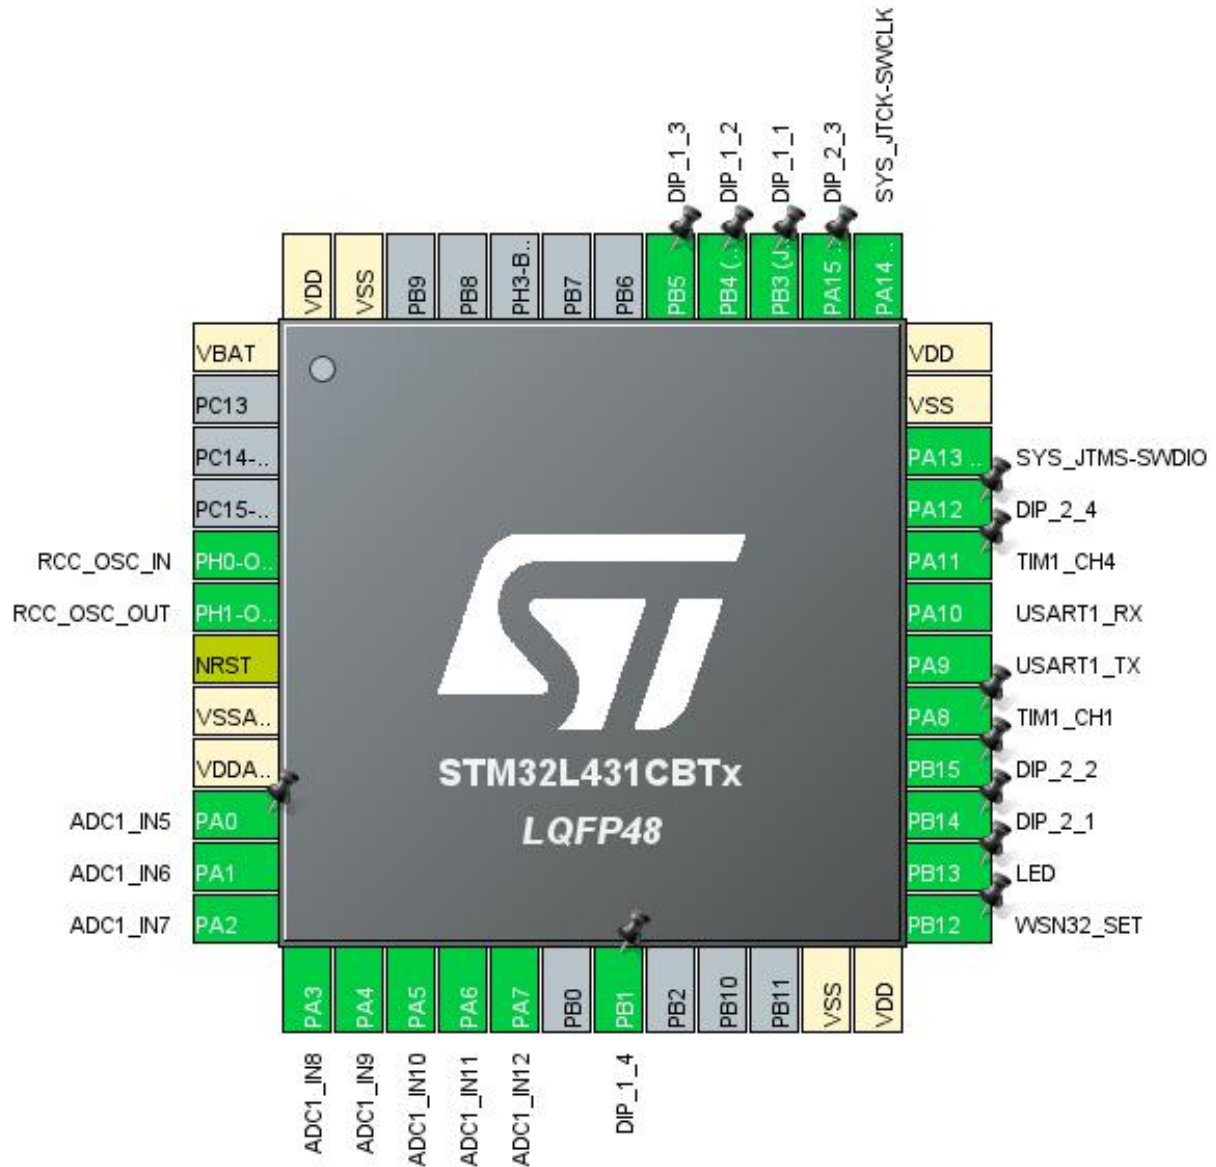 SYS_JTCK-SWCLK
DIP_2_3
DIP_1_1
DIP_1_2
DIP_1_3
VDD
VSS
PB9
PB8
PH3-B..
PB7
PB6
PB5
PB4 (..
PB3 (J..
PA15 ..
PA14 ..
VBAT
PC13
PC14-..
PC15-..
RCC_OSC_IN PH0-O..
RCC_OSC_OUT PH1-O..
NRST
VSSA..
VDDA..
ADC1_IN5 PA0
ADC1_IN6 PA1
ADC1_IN7 PA2
VDD
VSS
PA13 .. SYS_JTMS-SWDIO
PA12 DIP_2_4
PA11 TIM1_CH4
PA10 USART1_RX
PA9 USART1_TX
PA8 TIM1_CH1
PB15 DIP_2_2
PB14 DIP_2_1
PB13 LED
PB12 WSN32_SET
ST
STM32L431CBTx
LQFP48
PA3
PA4
PA5
PA6
PA7
PB0
PB1
PB2
PB10
PB11
VSS
VDD
ADC1_IN8
ADC1_IN9
ADC1_IN10
ADC1_IN11
ADC1_IN12
DIP_1_4